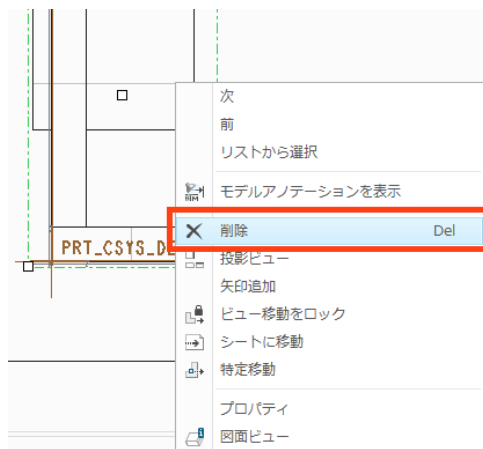 次
前
リストから選択
モデルアノテーションを表示
削除 Del
PRT_CSYS_DE
投影ビュー
矢印追加
ビュー移動をロック
シートに移動
特定移動
プロパティ
図面ビュー